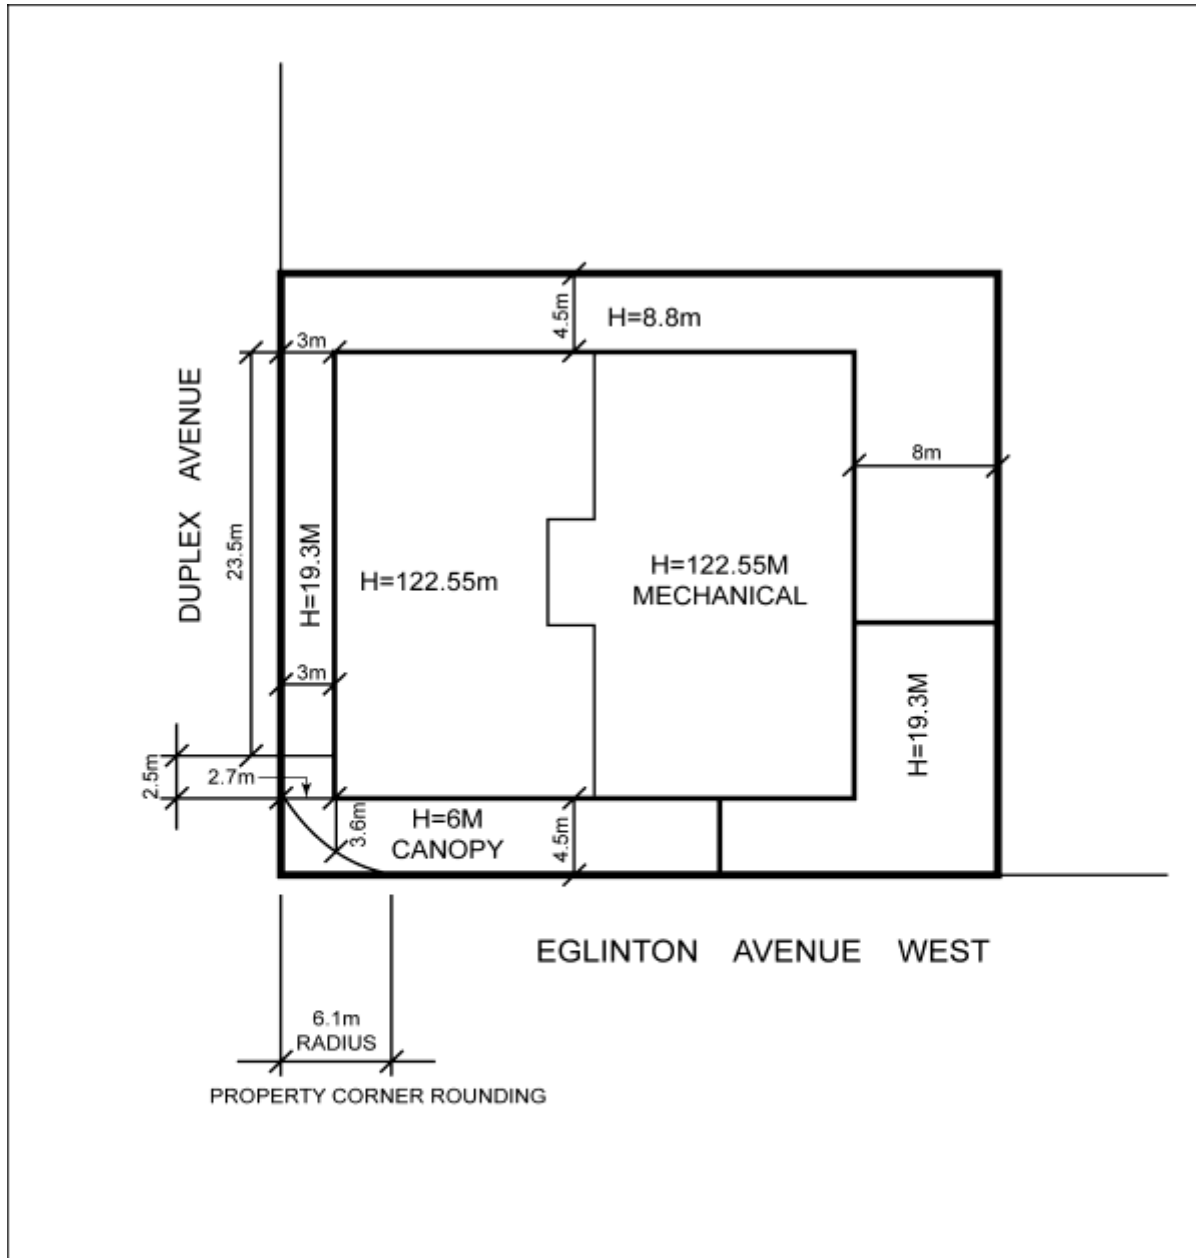 4.5m
H=8.8m
3m
DUPLEX AVENUE
8m
23.5m
H=19.3M
H=122.55m
H=122.55M
MECHANICAL
3m
H=19.3M
2.5m
2.7m
3.6m
H=6M
CANOPY
4.5m
EGLINTON AVENUE WEST
6.1m
RADIUS
PROPERTY CORNER ROUNDING